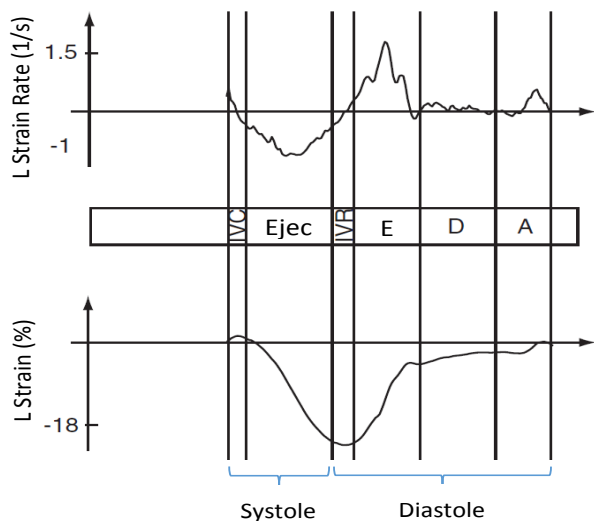 L Strain Rate (1/s)
1.5
-1
IVC
Ejec
IVR
E
D
A
L Strain (%)
-18
Systole
Diastole